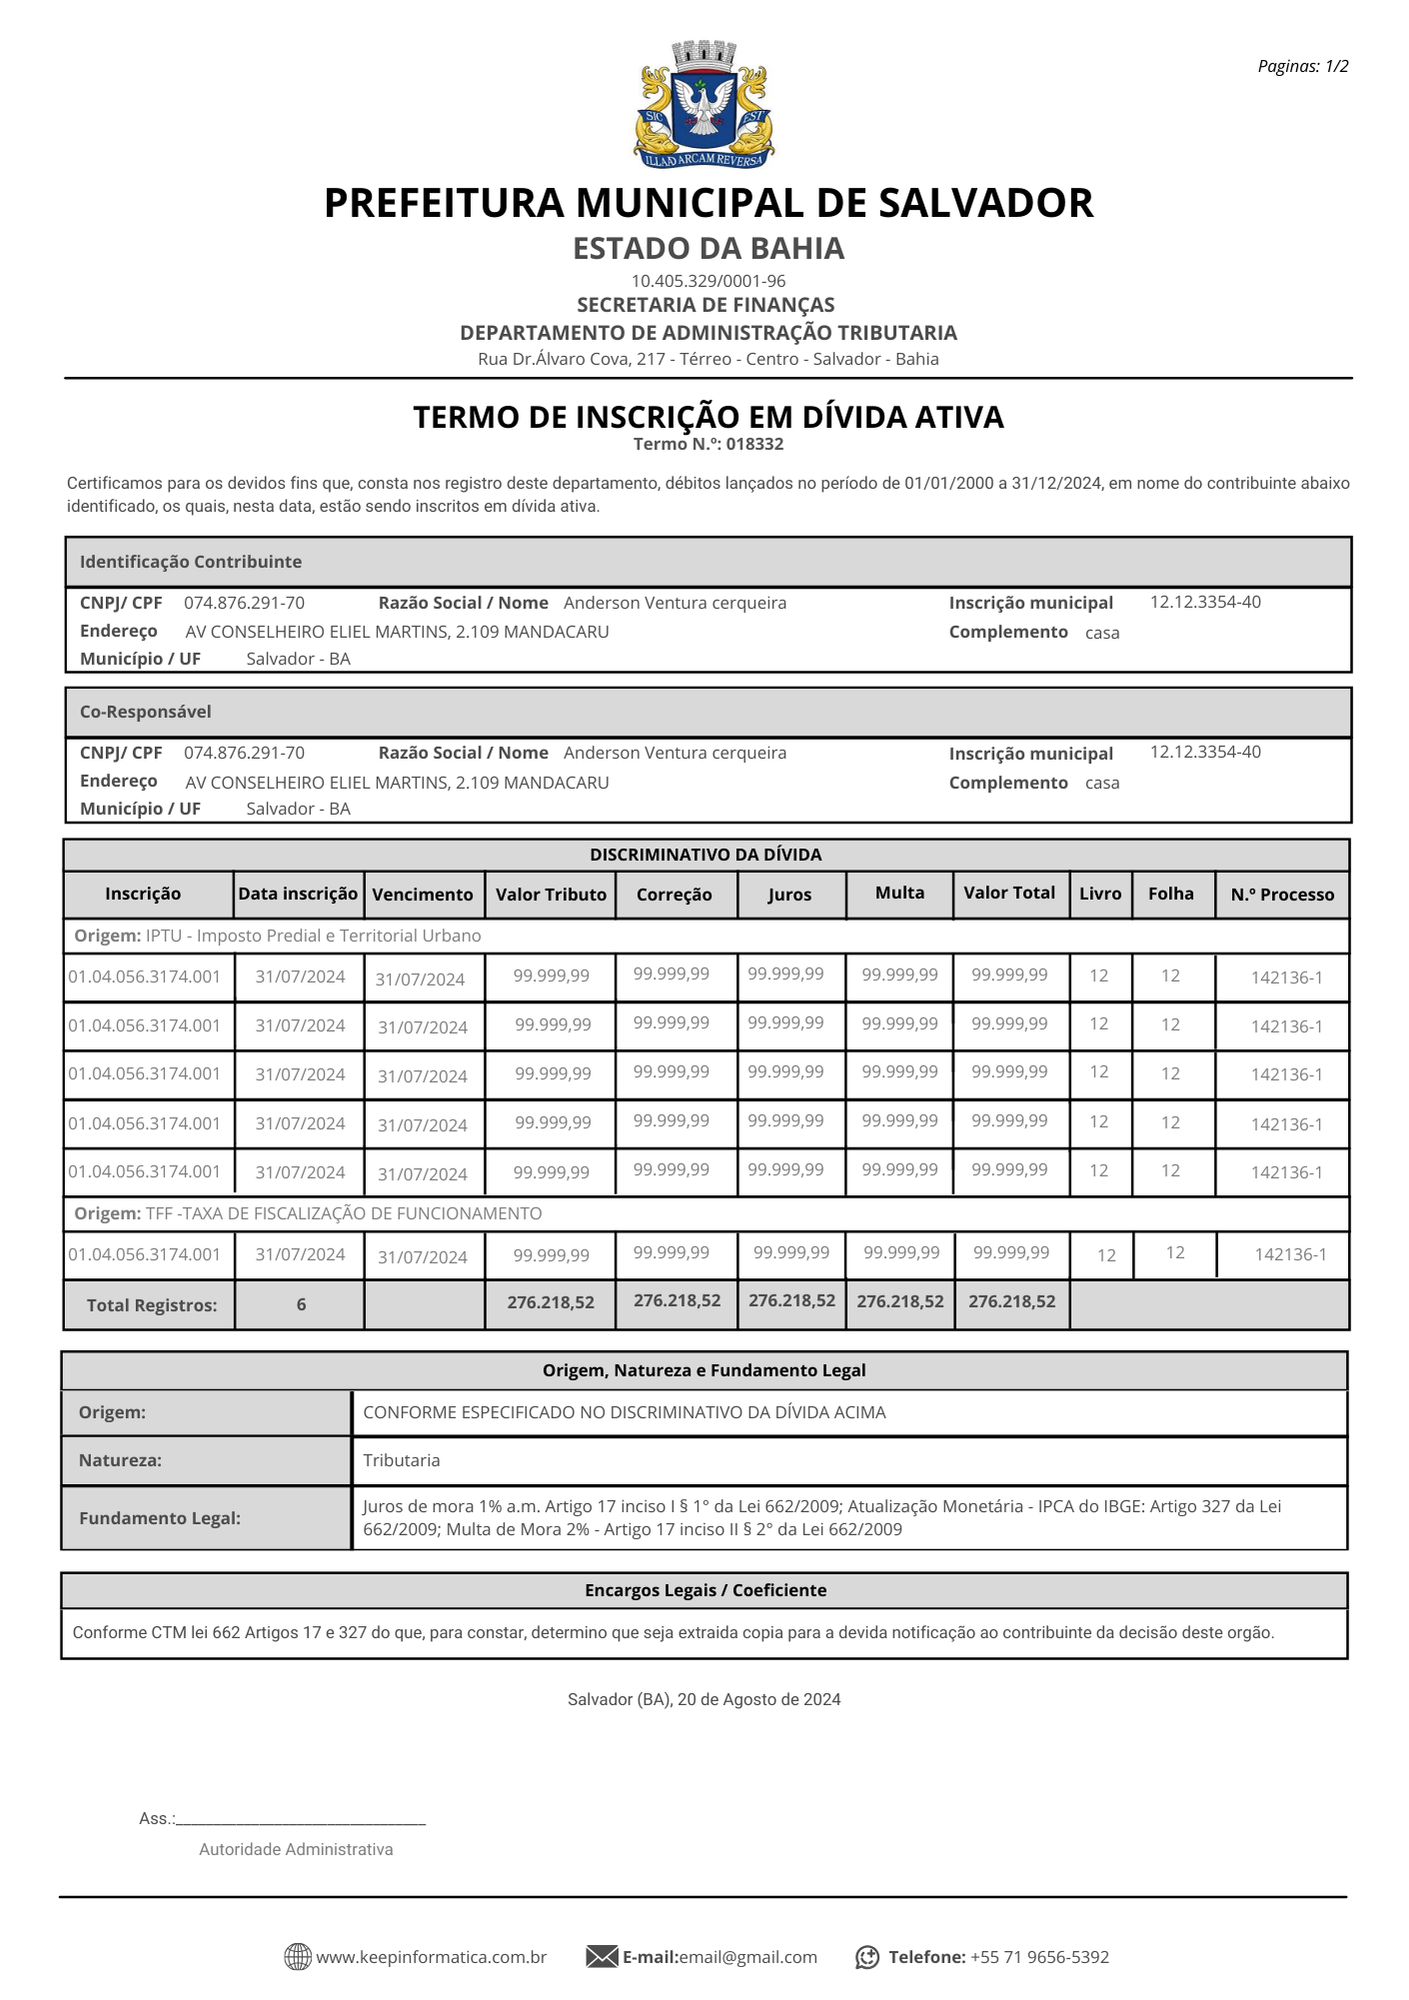 Paginas: 1/2
SIC EST
ILLA AD ARCAM REVERSA
PREFEITURA MUNICIPAL DE SALVADOR
ESTADO DA BAHIA
10.405.329/0001-96
SECRETARIA DE FINANÇAS
DEPARTAMENTO DE ADMINISTRAÇÃO TRIBUTARIA
Rua Dr.Álvaro Cova, 217 - Térreo - Centro - Salvador - Bahia
TERMO DE INSCRIÇÃO EM DÍVIDA ATIVA
Termo N.º: 018332
Certificamos para os devidos fins que, consta nos registro deste departamento, débitos lançados no período de 01/01/2000 a 31/12/2024, em nome do contribuinte abaixo
identificado, os quais, nesta data, estão sendo inscritos em dívida ativa.
Identificação Contribuinte
CNPJ/ CPF 074.876.291-70 Razão Social / Nome Anderson Ventura cerqueira Inscrição municipal 12.12.3354-40
Endereço AV CONSELHEIRO ELIEL MARTINS, 2.109 MANDACARU Complemento casa
Município / UF Salvador - BA
Co-Responsável
CNPJ/ CPF 074.876.291-70 Razão Social / Nome Anderson Ventura cerqueira Inscrição municipal 12.12.3354-40
Endereço AV CONSELHEIRO ELIEL MARTINS, 2.109 MANDACARU Complemento casa
Município / UF Salvador - BA
DISCRIMINATIVO DA DÍVIDA
Inscrição Data inscrição Vencimento Valor Tributo Correção Juros Multa Valor Total Livro Folha N.º Processo
Origem: IPTU - Imposto Predial e Territorial Urbano
01.04.056.3174.001 31/07/2024 31/07/2024 99.999,99 99.999,99 99.999,99 99.999,99 99.999,99 12 12 142136-1
01.04.056.3174.001 31/07/2024 31/07/2024 99.999,99 99.999,99 99.999,99 99.999,99 99.999,99 12 12 142136-1
01.04.056.3174.001 31/07/2024 31/07/2024 99.999,99 99.999,99 99.999,99 99.999,99 99.999,99 12 12 142136-1
01.04.056.3174.001 31/07/2024 31/07/2024 99.999,99 99.999,99 99.999,99 99.999,99 99.999,99 12 12 142136-1
01.04.056.3174.001 31/07/2024 31/07/2024 99.999,99 99.999,99 99.999,99 99.999,99 99.999,99 12 12 142136-1
Origem: TFF -TAXA DE FISCALIZAÇÃO DE FUNCIONAMENTO
01.04.056.3174.001 31/07/2024 31/07/2024 99.999,99 99.999,99 99.999,99 99.999,99 99.999,99 12 12 142136-1
Total Registros: 6 276.218,52 276.218,52 276.218,52 276.218,52 276.218,52
Origem, Natureza e Fundamento Legal
Origem: CONFORME ESPECIFICADO NO DISCRIMINATIVO DA DÍVIDA ACIMA
Natureza: Tributaria
Fundamento Legal: Juros de mora 1% a.m. Artigo 17 inciso I § 1° da Lei 662/2009; Atualização Monetária - IPCA do IBGE: Artigo 327 da Lei
662/2009; Multa de Mora 2% - Artigo 17 inciso II § 2° da Lei 662/2009
Encargos Legais / Coeficiente
Conforme CTM lei 662 Artigos 17 e 327 do que, para constar, determino que seja extraida copia para a devida notificação ao contribuinte da decisão deste orgão.
Salvador (BA), 20 de Agosto de 2024
Ass.:______________________________
Autoridade Administrativa
www.keepinformatica.com.br E-mail:email@gmail.com Telefone: +55 71 9656-5392